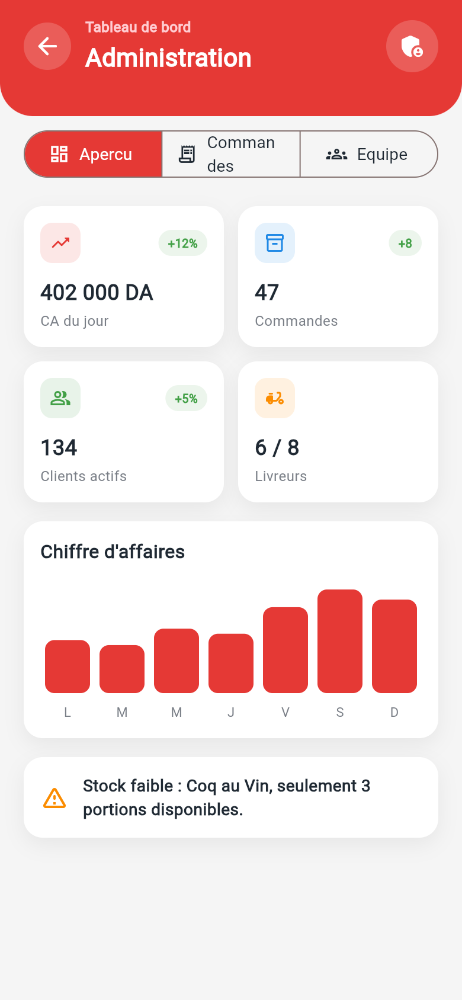 Tableau de bord
Administration
Apercu
Comman
des
Equipe
+12%
402 000 DA
CA du jour
+8
47
Commandes
+5%
134
Clients actifs
6 / 8
Livreurs
Chiffre d'affaires
L M M J V S D
Stock faible : Coq au Vin, seulement 3
portions disponibles.